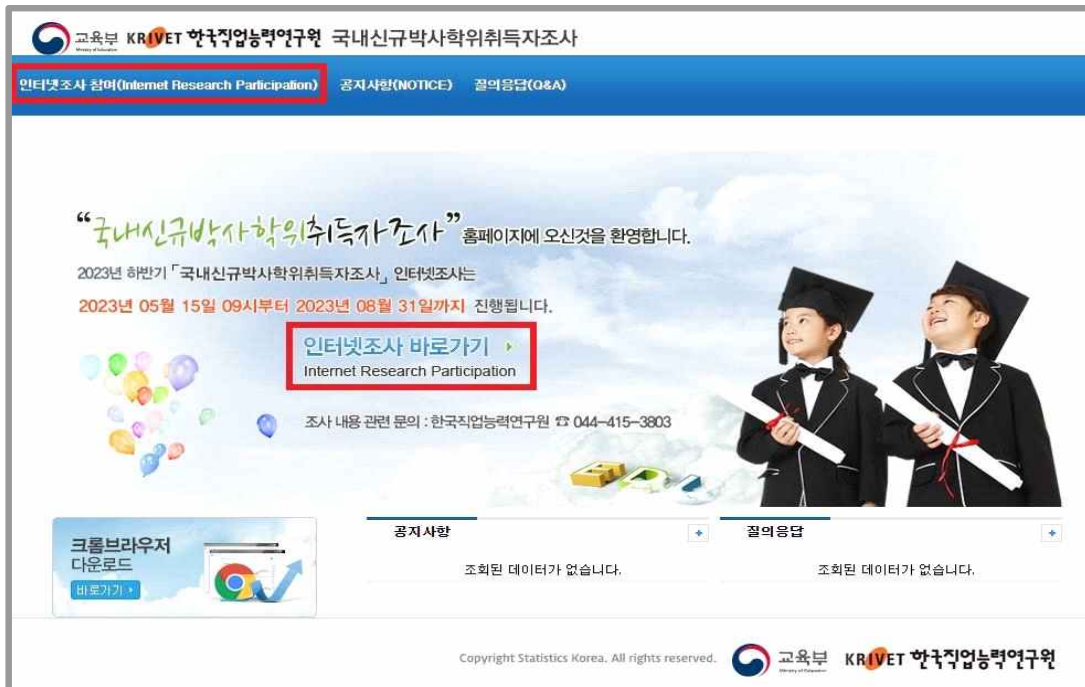 교육부 KRIVET 한국직업능력연구원 국내신규박사학위취득자조사
Ministry of Education
인터넷조사 참여(Internet Research Participation) 공지사항(NOTICE) 질의응답(Q&A)
“국내신규박사학위취득자조사” 홈페이지에 오신것을 환영합니다.
2023년 하반기 「국내신규박사학위취득자조사」 인터넷조사는
2023년 05월 15일 09시부터 2023년 08월 31일까지 진행됩니다.
인터넷조사 바로가기
Internet Research Participation
조사 내용 관련 문의 : 한국직업능력연구원 ☎ 044-415-3803
크롬브라우저
다운로드
바로가기
공지사항 +
조회된 데이터가 없습니다.
질의응답 +
조회된 데이터가 없습니다.
Copyright Statistics Korea. All rights reserved. 교육부 KRIVET 한국직업능력연구원
Ministry of Education